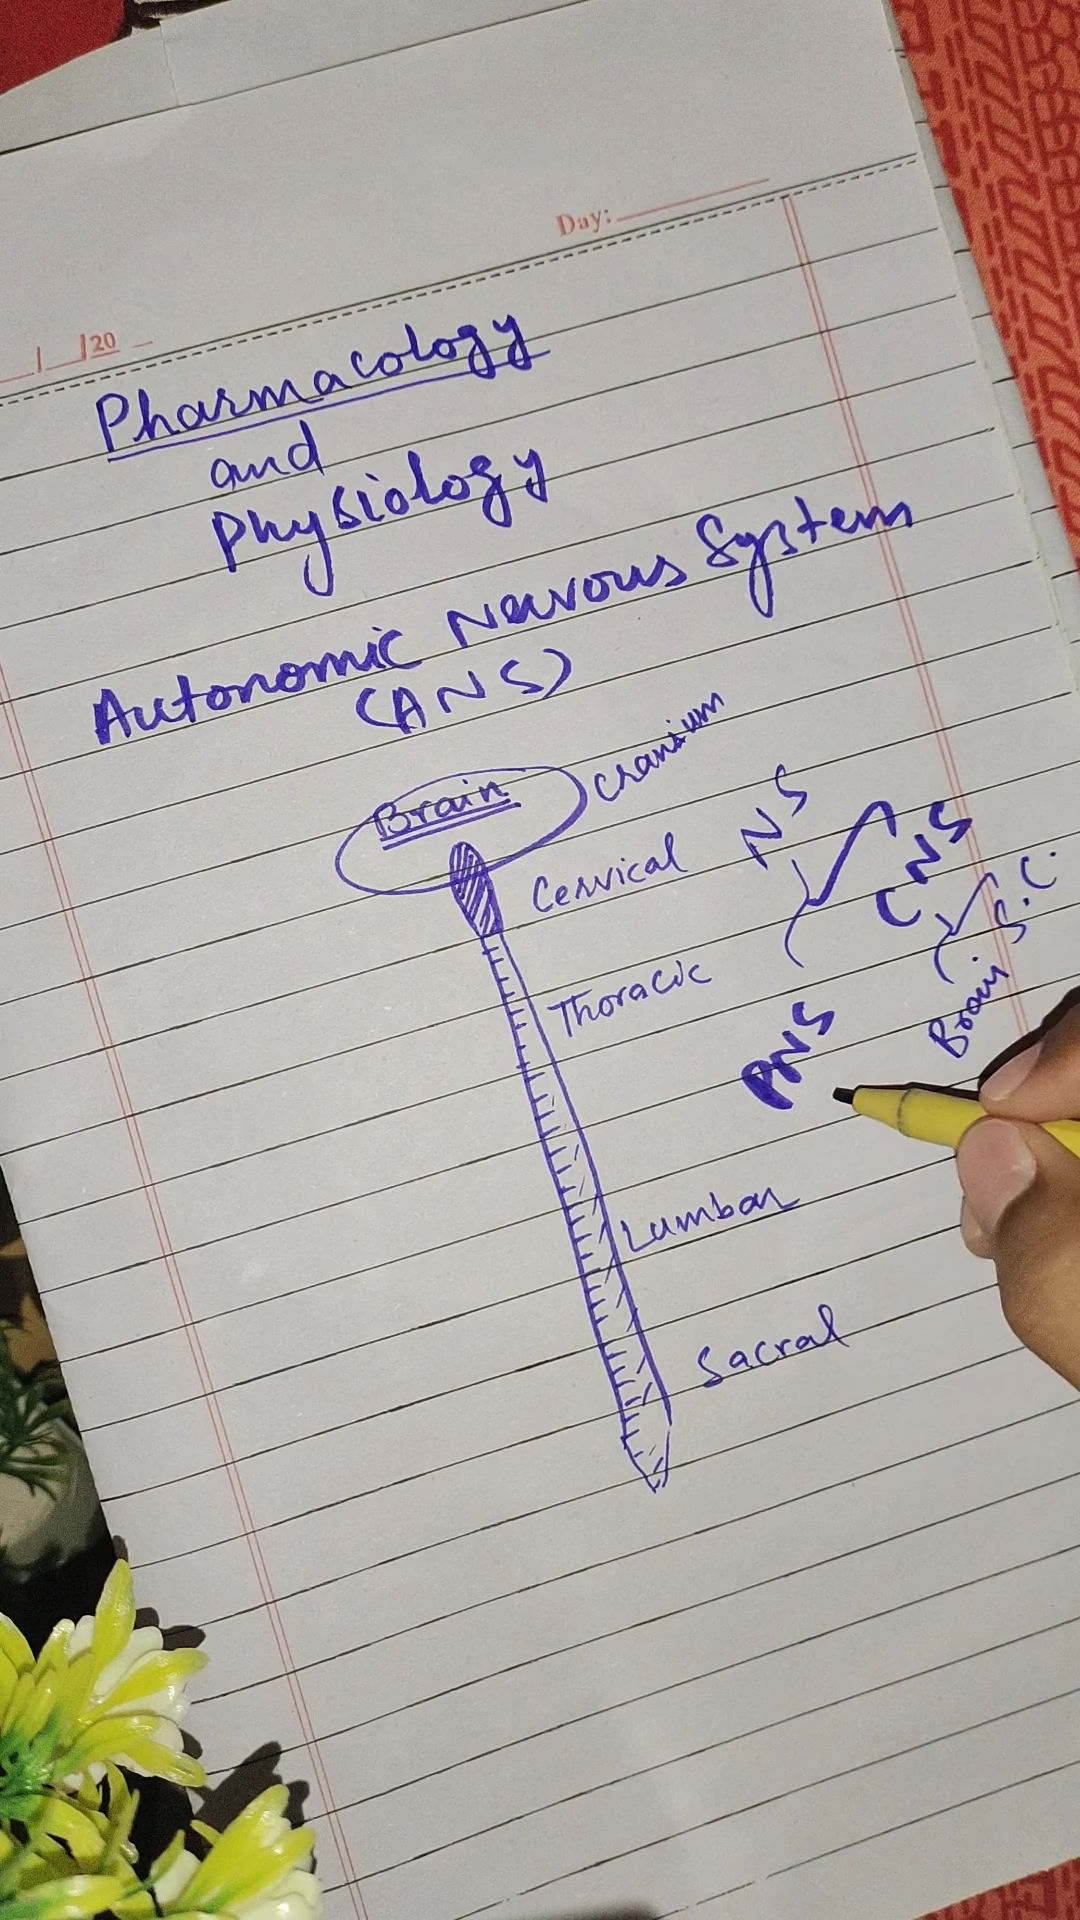 Day:
/ /20
Pharmacology
and
Physiology
Autonomic Nervous System
(ANS)
Brain
Cranium
Cervical
NS
CNS
S.C.
Brain
Thoracic
PNS
Lumbar
Sacral